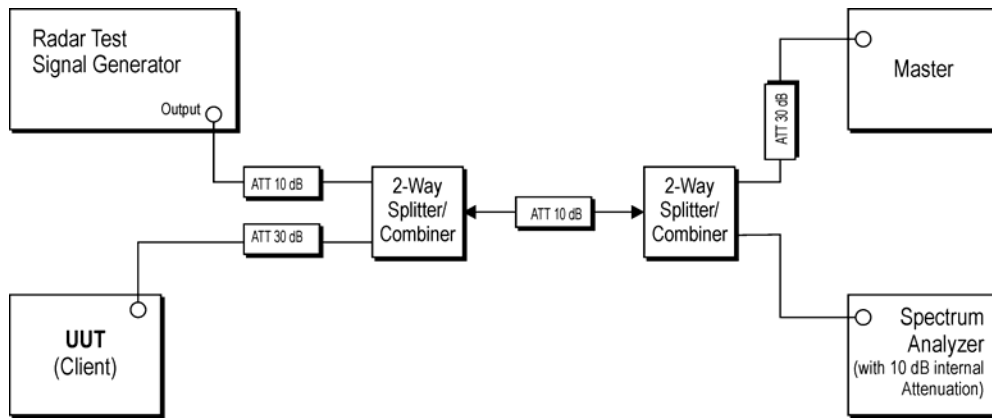 Radar Test
Signal Generator
Output
ATT 10 dB
ATT 30 dB
UUT
(Client)
2-Way
Splitter/
Combiner
ATT 10 dB
2-Way
Splitter/
Combiner
ATT 30 dB
Master
Spectrum
Analyzer
(with 10 dB internal
Attenuation)